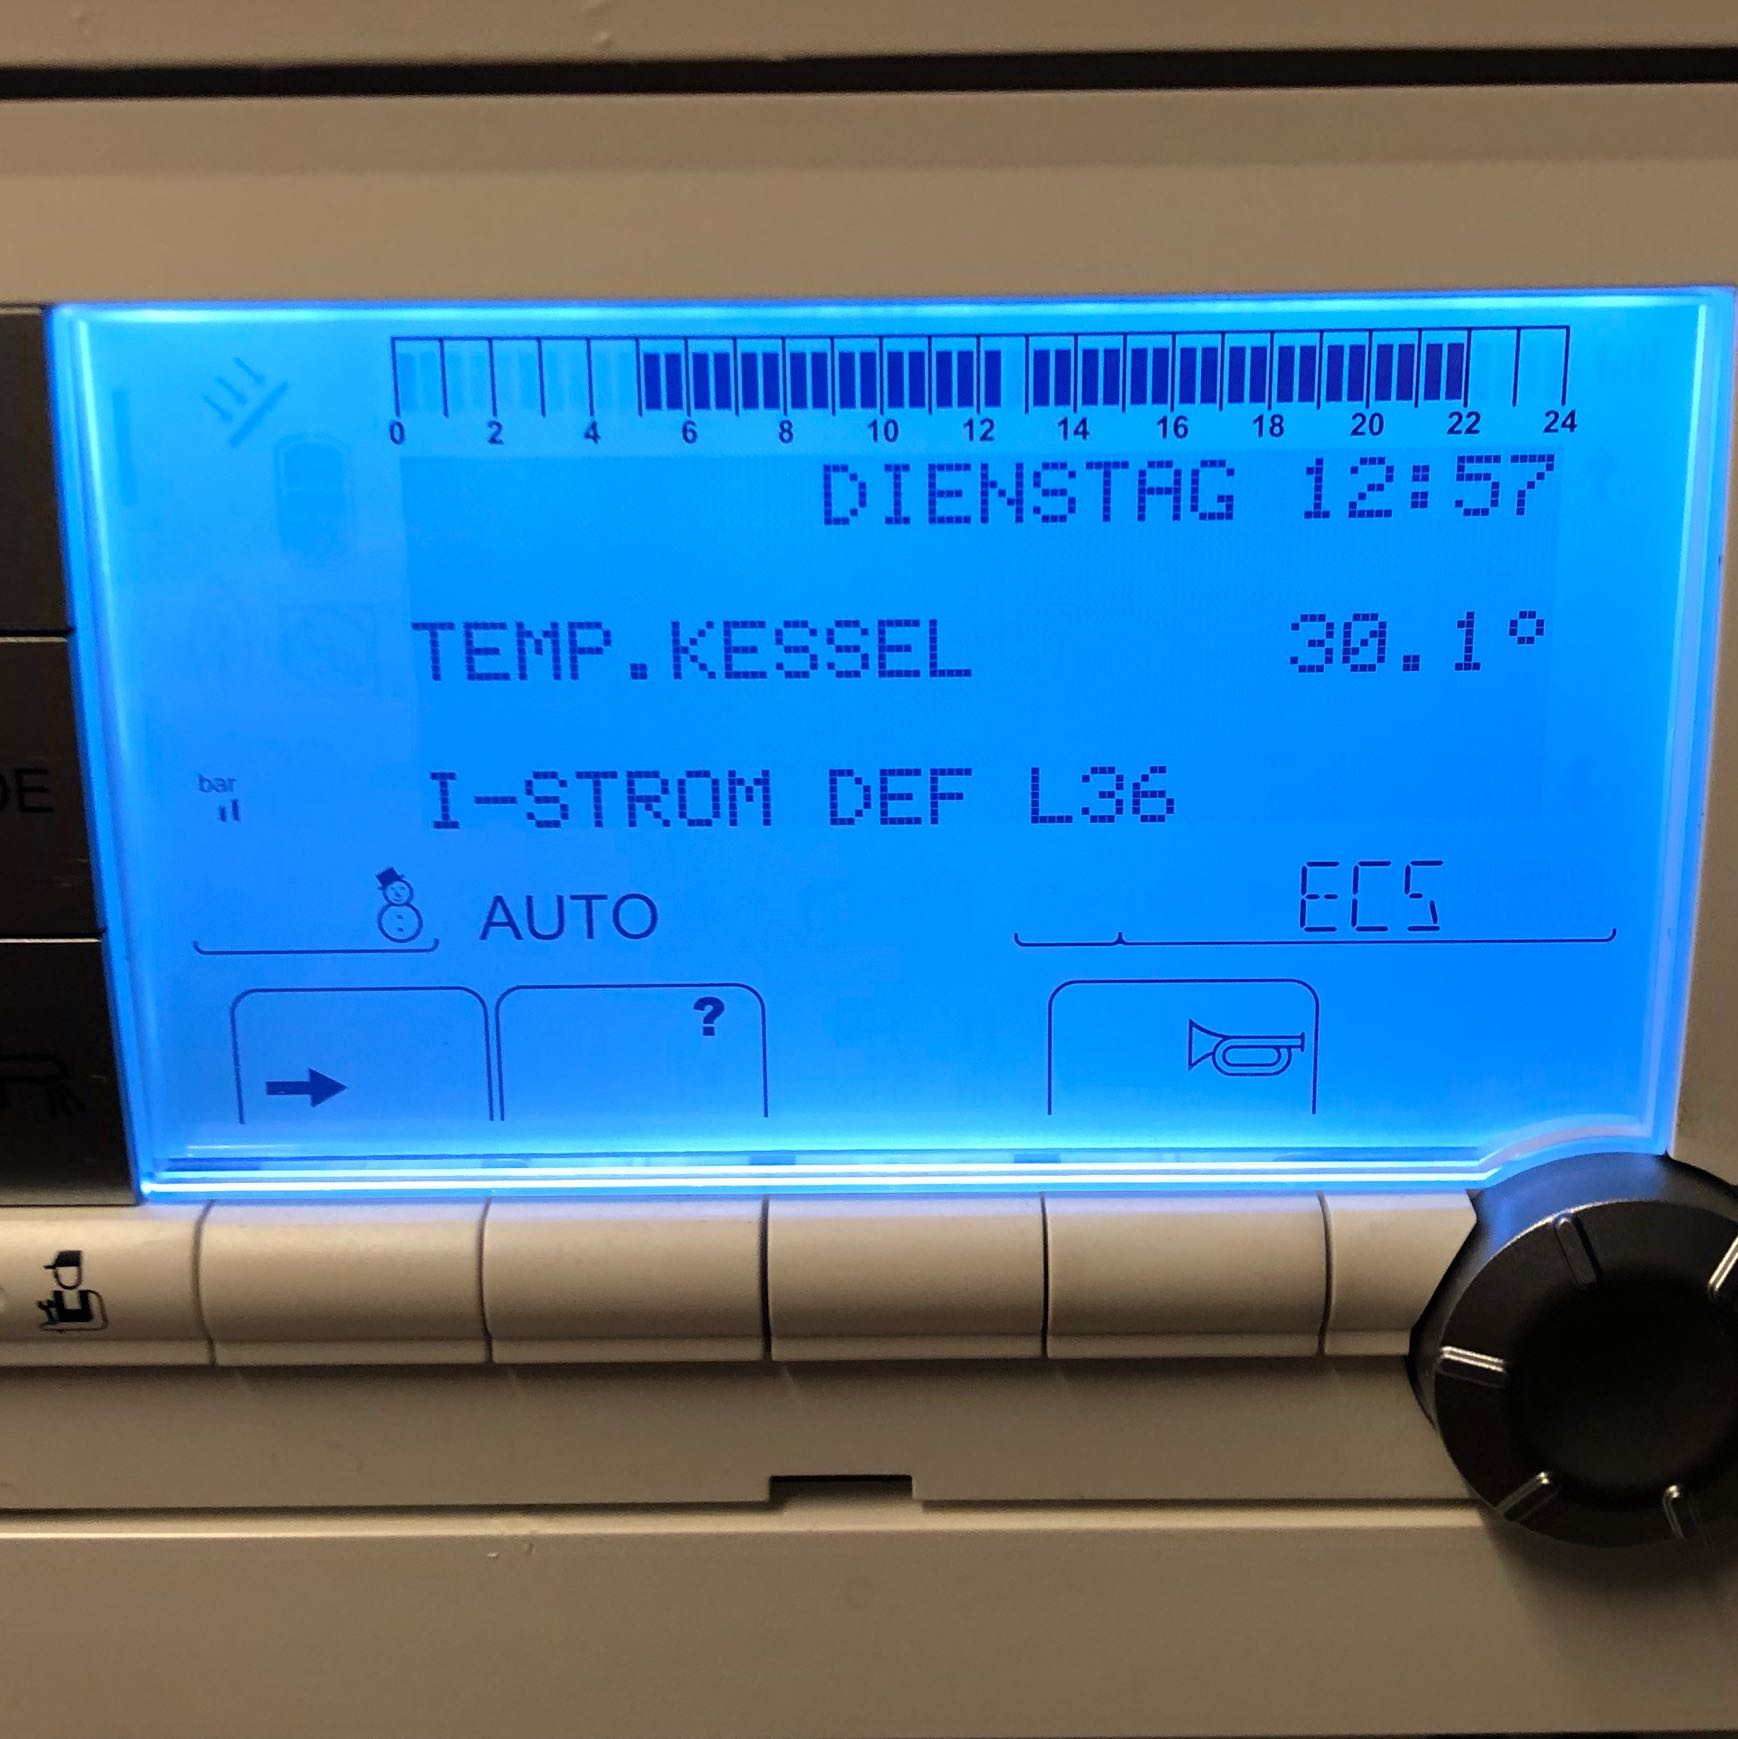 0 2 4 6 8 10 12 14 16 18 20 22 24
DIENSTAG 12:57
TEMP.KESSEL 30.1°
bar
I-STROM DEF L36
AUTO
ECS
?
DE